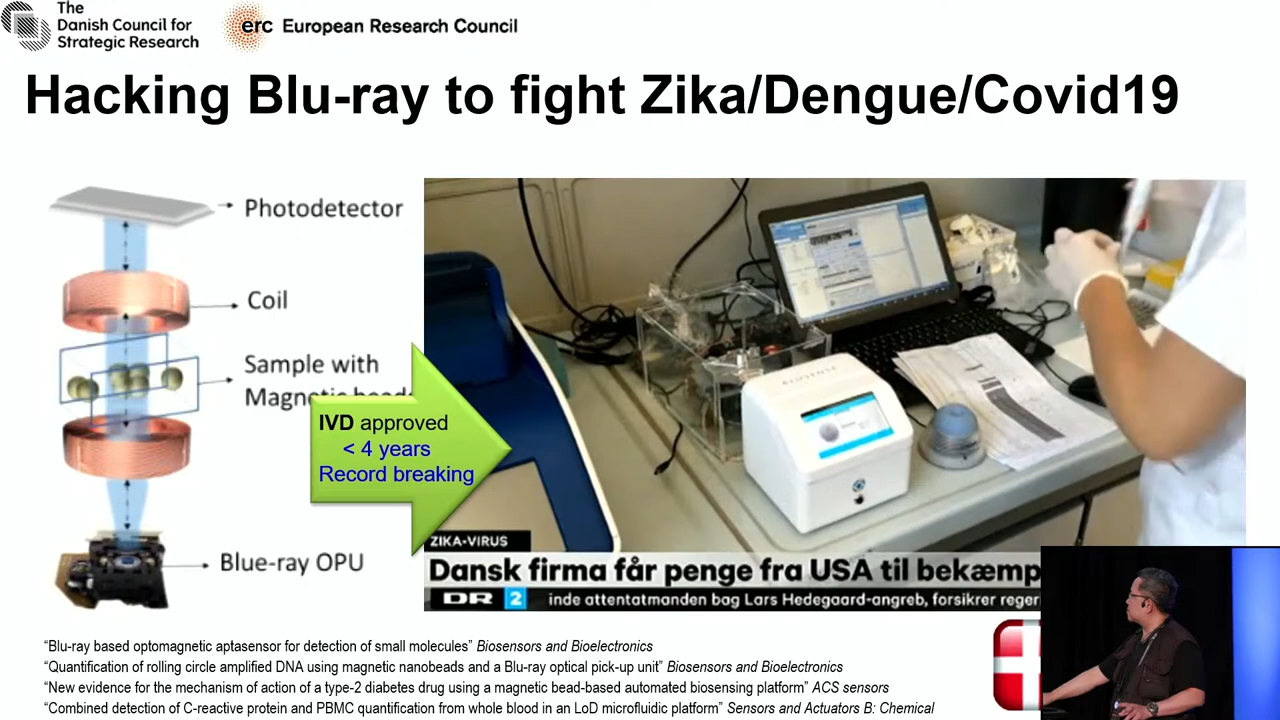 The
Danish Council for
Strategic Research
erc European Research Council
Hacking Blu-ray to fight Zika/Dengue/Covid19
Photodetector
Coil
Sample with
Magnetic bead
IVD approved
< 4 years
Record breaking
Blue-ray OPU
BLUSENSE
ZIKA-VIRUS
Dansk firma får penge fra USA til bekæmp
DR 2 inde attentatmanden bag Lars Hedegaard-angreb, forsikrer reger
“Blu-ray based optomagnetic aptasensor for detection of small molecules” Biosensors and Bioelectronics
“Quantification of rolling circle amplified DNA using magnetic nanobeads and a Blu-ray optical pick-up unit” Biosensors and Bioelectronics
“New evidence for the mechanism of action of a type-2 diabetes drug using a magnetic bead-based automated biosensing platform” ACS sensors
“Combined detection of C-reactive protein and PBMC quantification from whole blood in an LoD microfluidic platform” Sensors and Actuators B: Chemical